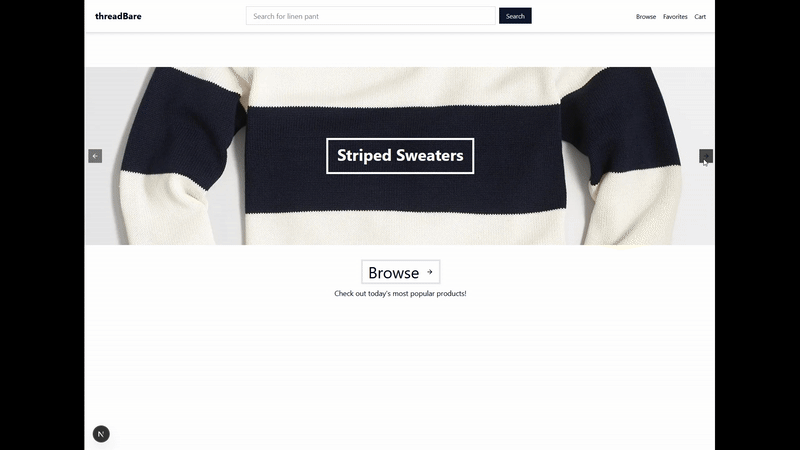 threadBare
Search for linen pant
Search
Browse Favorites Cart
Striped Sweaters
Browse
Check out today's most popular products!
N